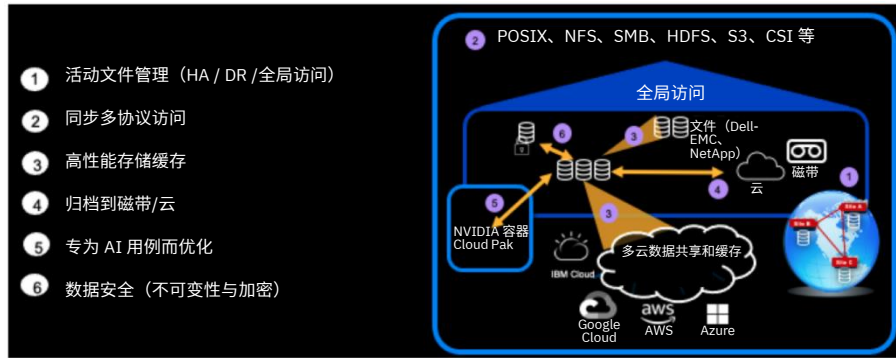 1 活动文件管理（HA / DR /全局访问）
2 同步多协议访问
3 高性能存储缓存
4 归档到磁带/云
5 专为 AI 用例而优化
6 数据安全（不可变性与加密）
2 POSIX、NFS、SMB、HDFS、S3、CSI 等
全局访问
6
3
文件（Dell-
EMC、
NetApp）
4
云
磁带
1
5
NVIDIA 容器
Cloud Pak
3
多云数据共享和缓存
IBM Cloud
Google
Cloud
aws
AWS
Azure
Site A
Site B
Site C